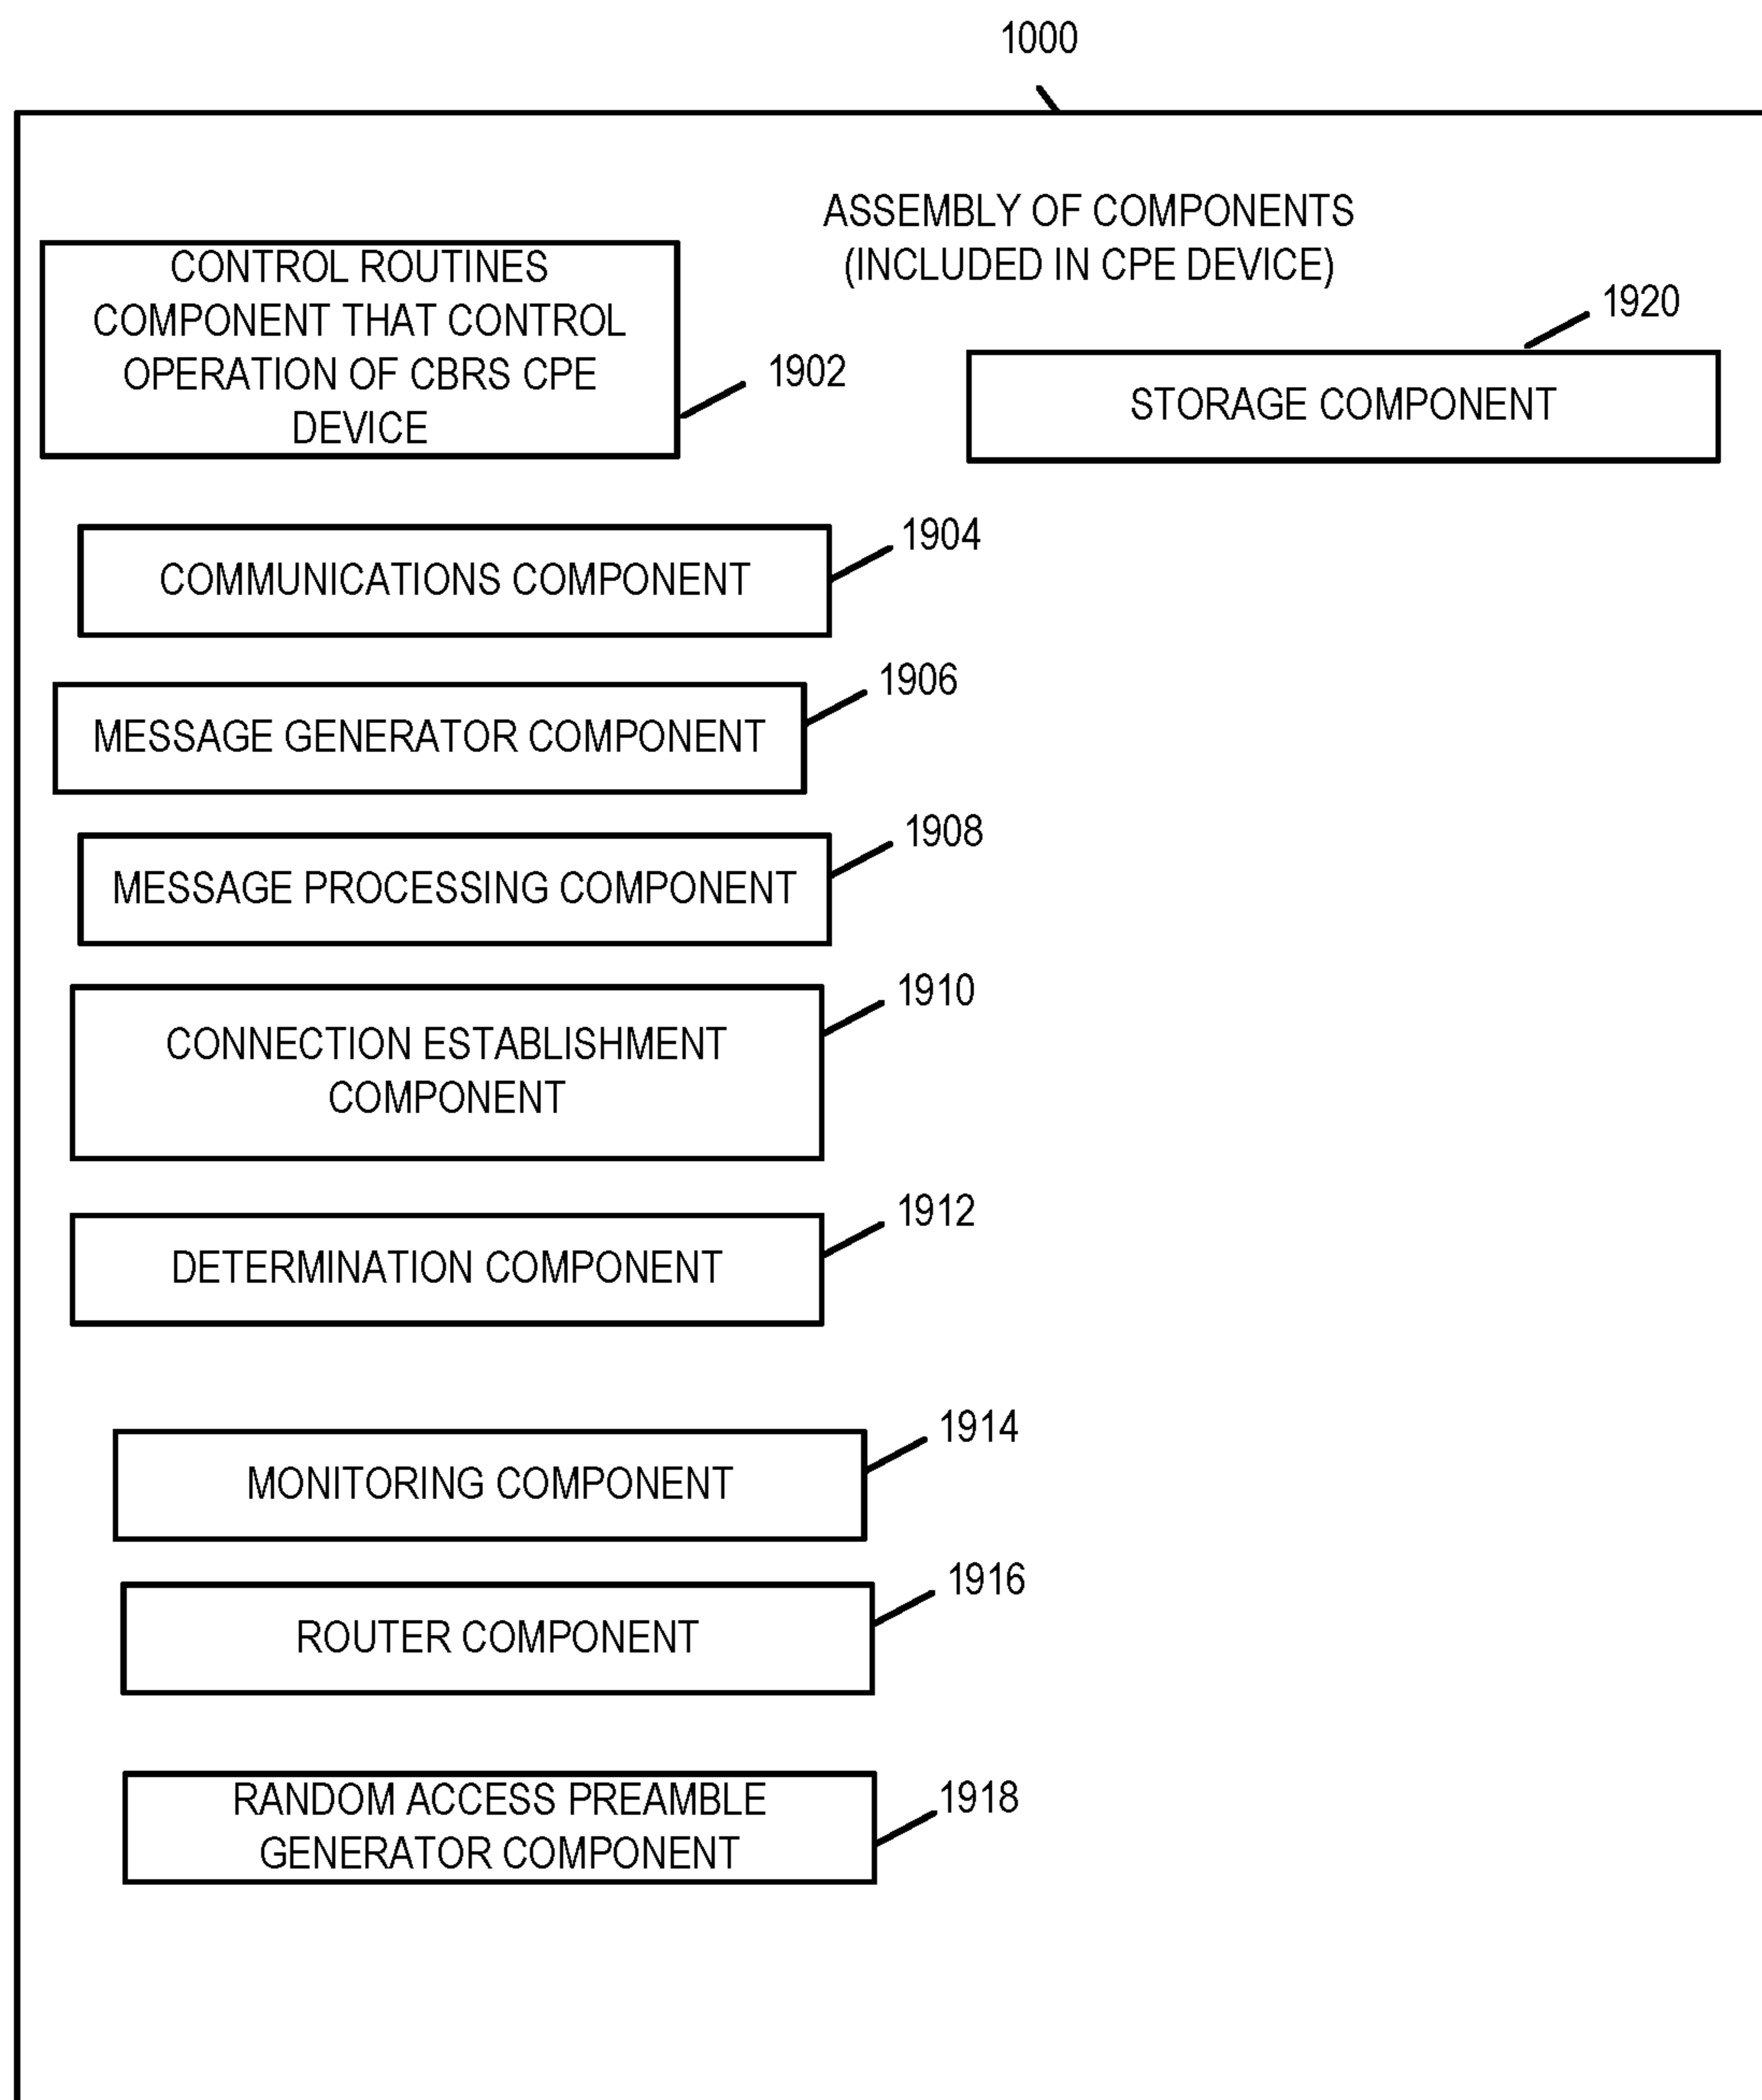 1000
ASSEMBLY OF COMPONENTS
(INCLUDED IN CPE DEVICE)
CONTROL ROUTINES
COMPONENT THAT CONTROL
OPERATION OF CBRS CPE
DEVICE
1902
1920
STORAGE COMPONENT
1904
COMMUNICATIONS COMPONENT
1906
MESSAGE GENERATOR COMPONENT
1908
MESSAGE PROCESSING COMPONENT
1910
CONNECTION ESTABLISHMENT
COMPONENT
1912
DETERMINATION COMPONENT
1914
MONITORING COMPONENT
1916
ROUTER COMPONENT
1918
RANDOM ACCESS PREAMBLE
GENERATOR COMPONENT